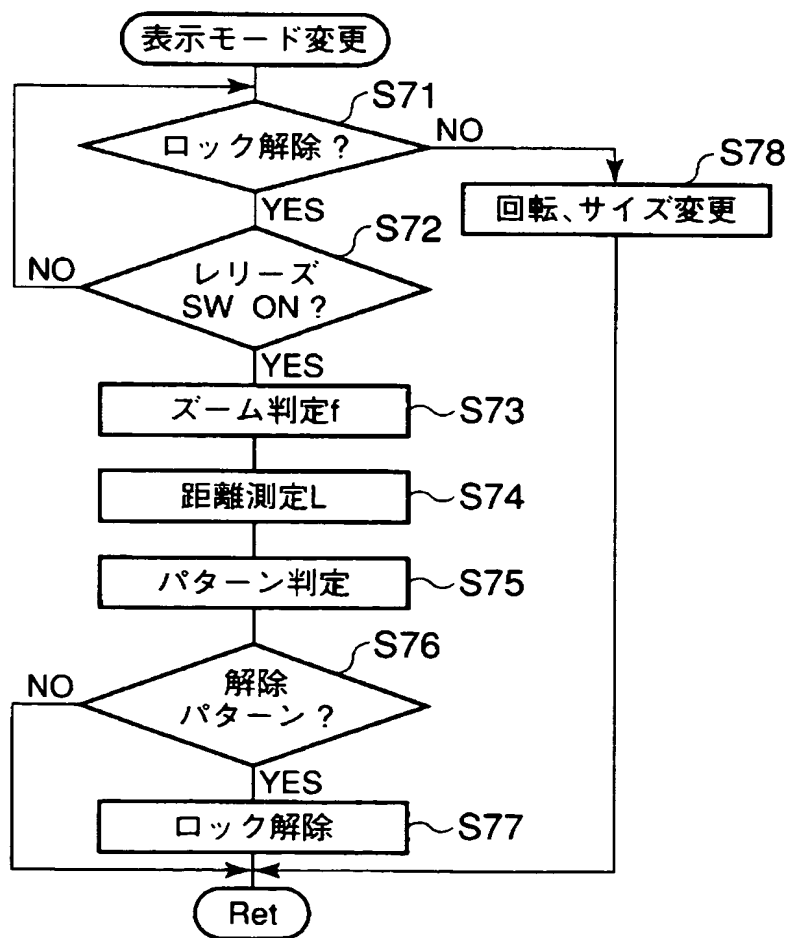 表示モード変更
S71
ロック解除?
NO
S78
回転、サイズ変更
YES
S72
NO
レリーズ
SW ON?
YES
ズーム判定f
S73
距離測定L
S74
パターン判定
S75
S76
NO
解除
パターン?
YES
ロック解除
S77
Ret